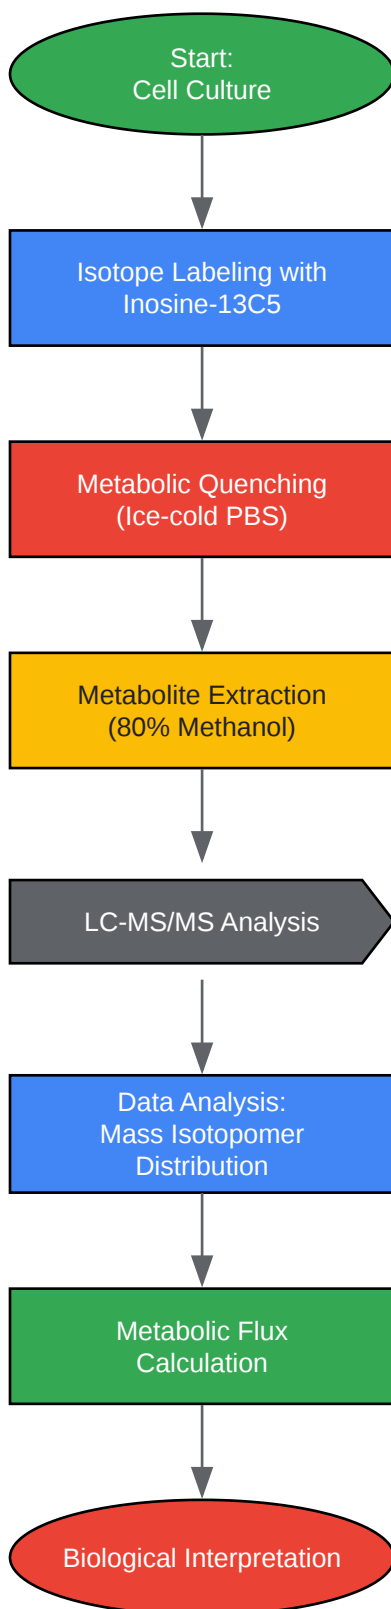 Start:
Cell Culture
Isotope Labeling with
Inosine-13C5
Metabolic Quenching
(Ice-cold PBS)
Metabolite Extraction
(80% Methanol)
LC-MS/MS Analysis
Data Analysis:
Mass Isotopomer
Distribution
Metabolic Flux
Calculation
Biological Interpretation